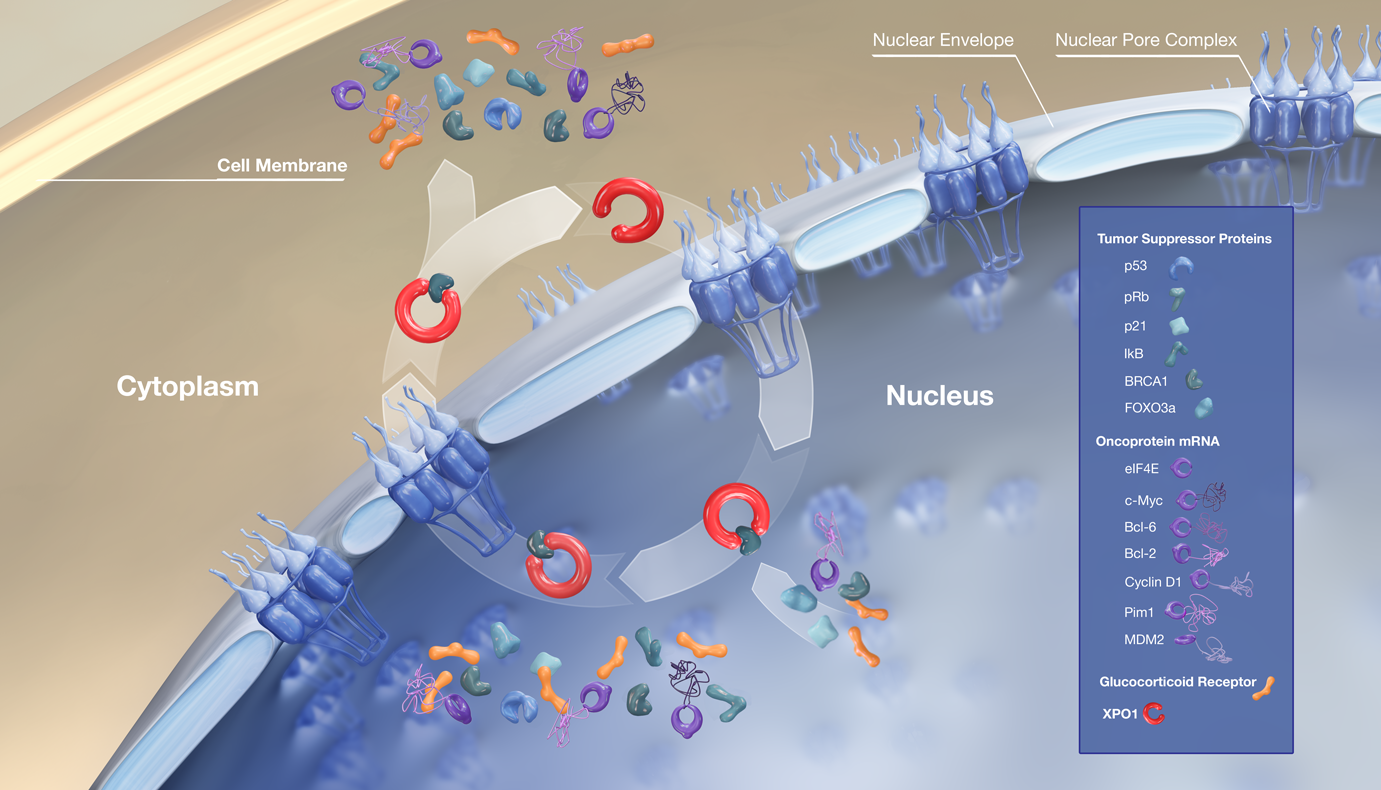 Nuclear Envelope
Nuclear Pore Complex
Cell Membrane
Cytoplasm
Nucleus
Tumor Suppressor Proteins
p53
pRb
p21
IkB
BRCA1
FOXO3a
Oncoprotein mRNA
eIF4E
c-Myc
Bcl-6
Bcl-2
Cyclin D1
Pim1
MDM2
Glucocorticoid Receptor
XPO1